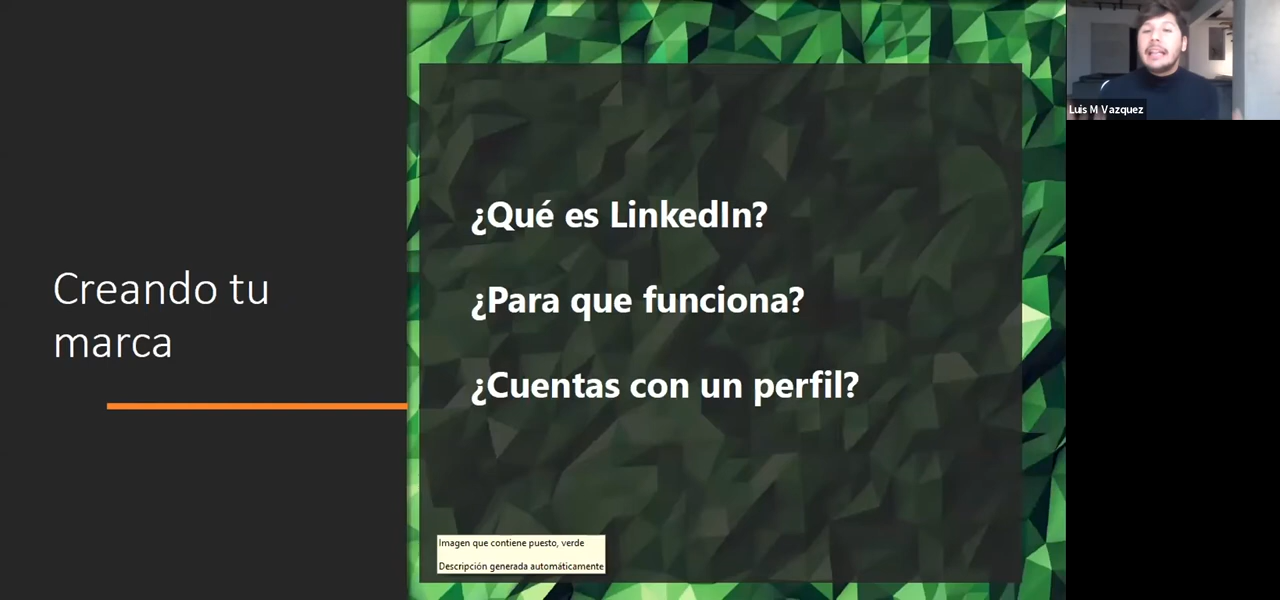 Creando tu
marca
¿Qué es LinkedIn?
¿Para que funciona?
¿Cuentas con un perfil?
Imagen que contiene puesto, verde
Descripción generada automáticamente
Luis M Vazquez